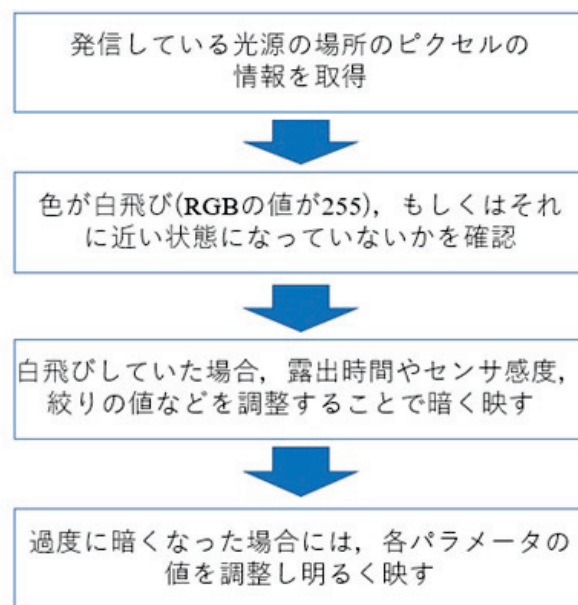 発信している光源の場所のピクセルの
情報を取得
色が白飛び(RGBの値が255)，もしくはそれ
に近い状態になっていないかを確認
白飛びしていた場合，露出時間やセンサ感度，
絞りの値などを調整することで暗く映す
過度に暗くなった場合には，各パラメータの
値を調整し明るく映す